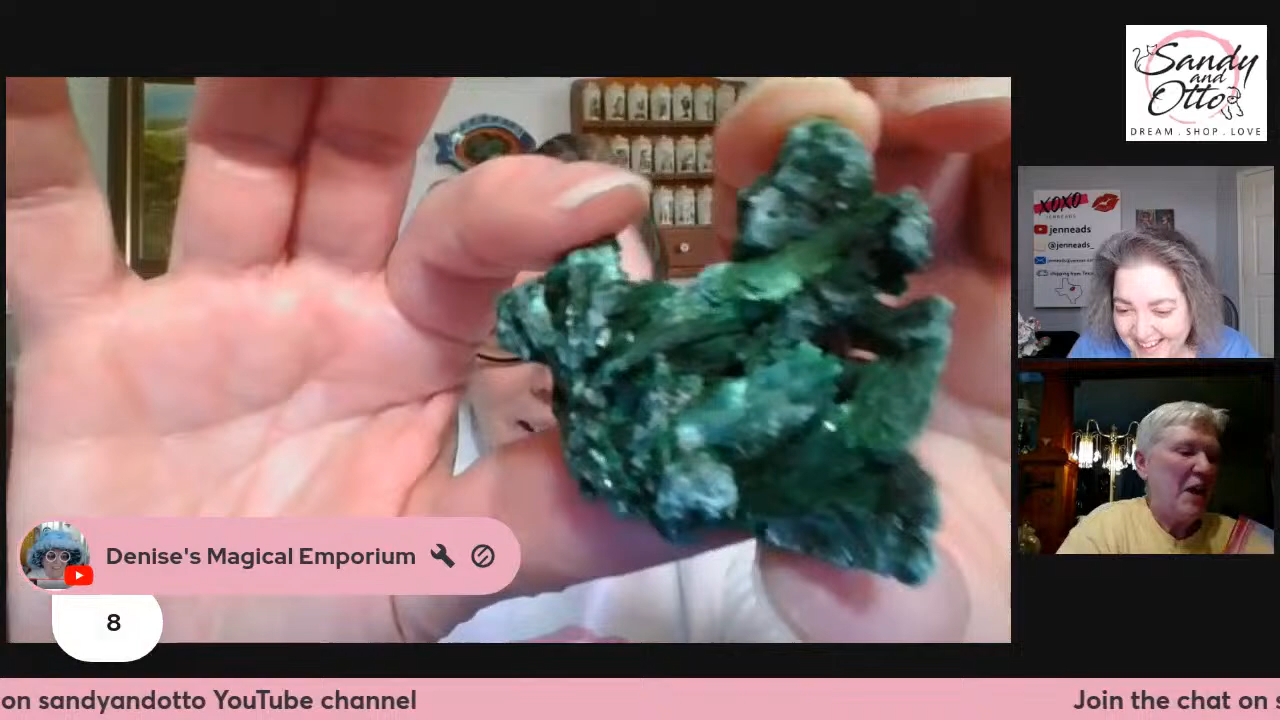 Sandy
and
Otto
DREAM . SHOP . LOVE
XOXO
JENNEADS
jenneads
@jenneads_
Denise's Magical Emporium
8
on sandyandotto YouTube channel
Join the chat on s